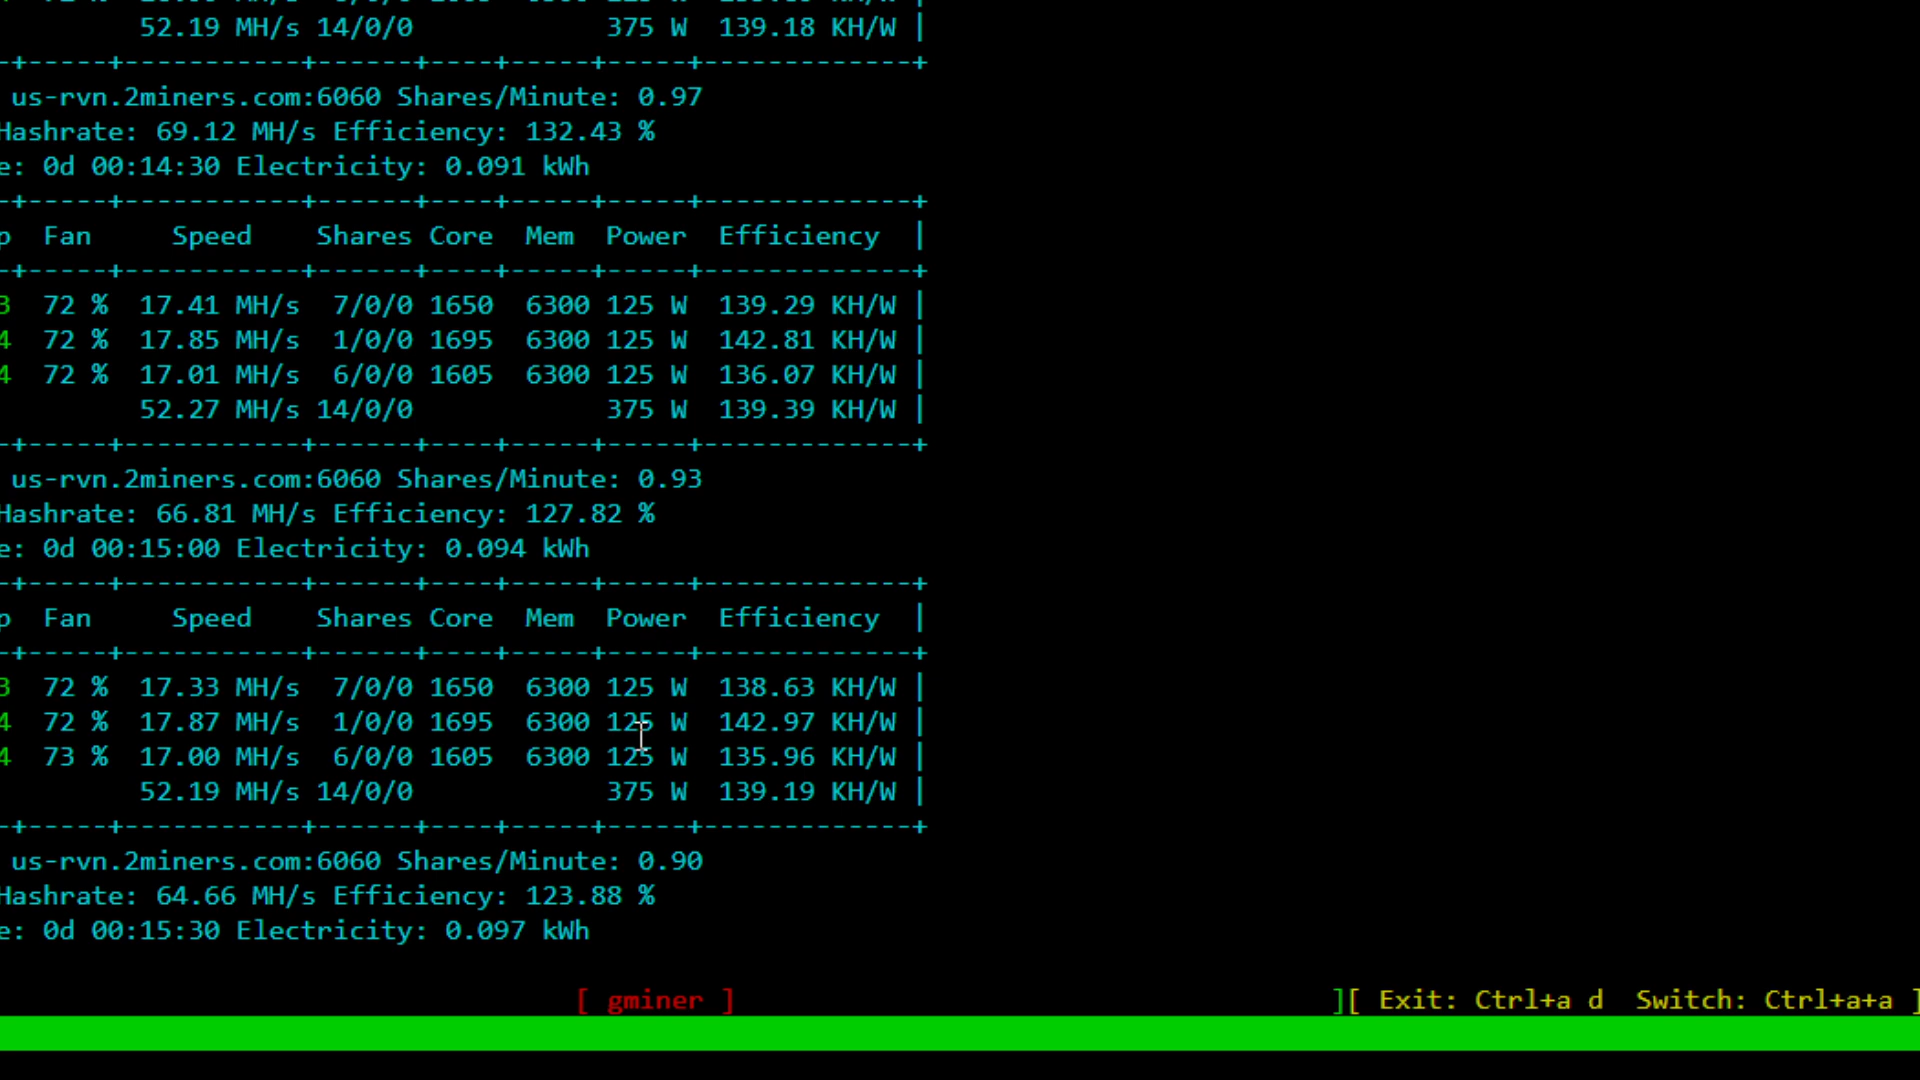 52.19 MH/s 14/0/0 375 W 139.18 KH/W |
-+-----+-----------+------+----+-----+-----+-------------+
us-rvn.2miners.com:6060 Shares/Minute: 0.97
Hashrate: 69.12 MH/s Efficiency: 132.43 %
e: 0d 00:14:30 Electricity: 0.091 kWh
-+-----+-----------+------+----+-----+-----+-------------+
p Fan Speed Shares Core Mem Power Efficiency |
-+-----+-----------+------+----+-----+-----+-------------+
3 72 % 17.41 MH/s 7/0/0 1650 6300 125 W 139.29 KH/W |
4 72 % 17.85 MH/s 1/0/0 1695 6300 125 W 142.81 KH/W |
4 72 % 17.01 MH/s 6/0/0 1605 6300 125 W 136.07 KH/W |
52.27 MH/s 14/0/0 375 W 139.39 KH/W |
-+-----+-----------+------+----+-----+-----+-------------+
us-rvn.2miners.com:6060 Shares/Minute: 0.93
Hashrate: 66.81 MH/s Efficiency: 127.82 %
e: 0d 00:15:00 Electricity: 0.094 kWh
-+-----+-----------+------+----+-----+-----+-------------+
p Fan Speed Shares Core Mem Power Efficiency |
-+-----+-----------+------+----+-----+-----+-------------+
3 72 % 17.33 MH/s 7/0/0 1650 6300 125 W 138.63 KH/W |
4 72 % 17.87 MH/s 1/0/0 1695 6300 125 W 142.97 KH/W |
4 73 % 17.00 MH/s 6/0/0 1605 6300 125 W 135.96 KH/W |
52.19 MH/s 14/0/0 375 W 139.19 KH/W |
-+-----+-----------+------+----+-----+-----+-------------+
us-rvn.2miners.com:6060 Shares/Minute: 0.90
Hashrate: 64.66 MH/s Efficiency: 123.88 %
e: 0d 00:15:30 Electricity: 0.097 kWh
[ gminer ] ][ Exit: Ctrl+a d Switch: Ctrl+a+a ]